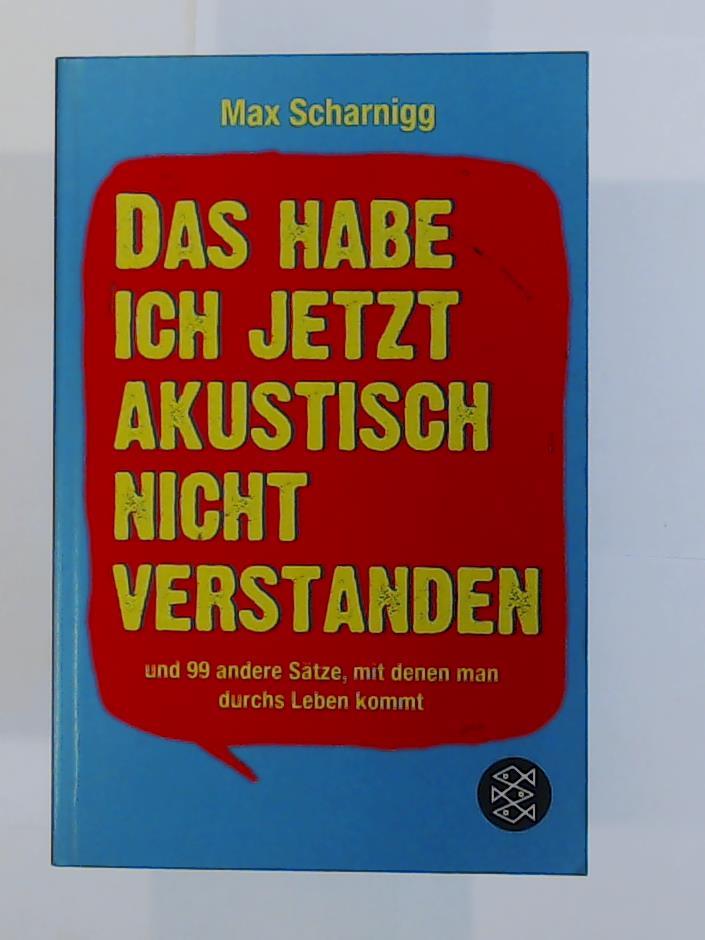 Max Scharnigg
DAS HABE
ICH JETZT
AKUSTISCH
NICHT
VERSTANDEN
und 99 andere Sätze, mit denen man
durchs Leben kommt